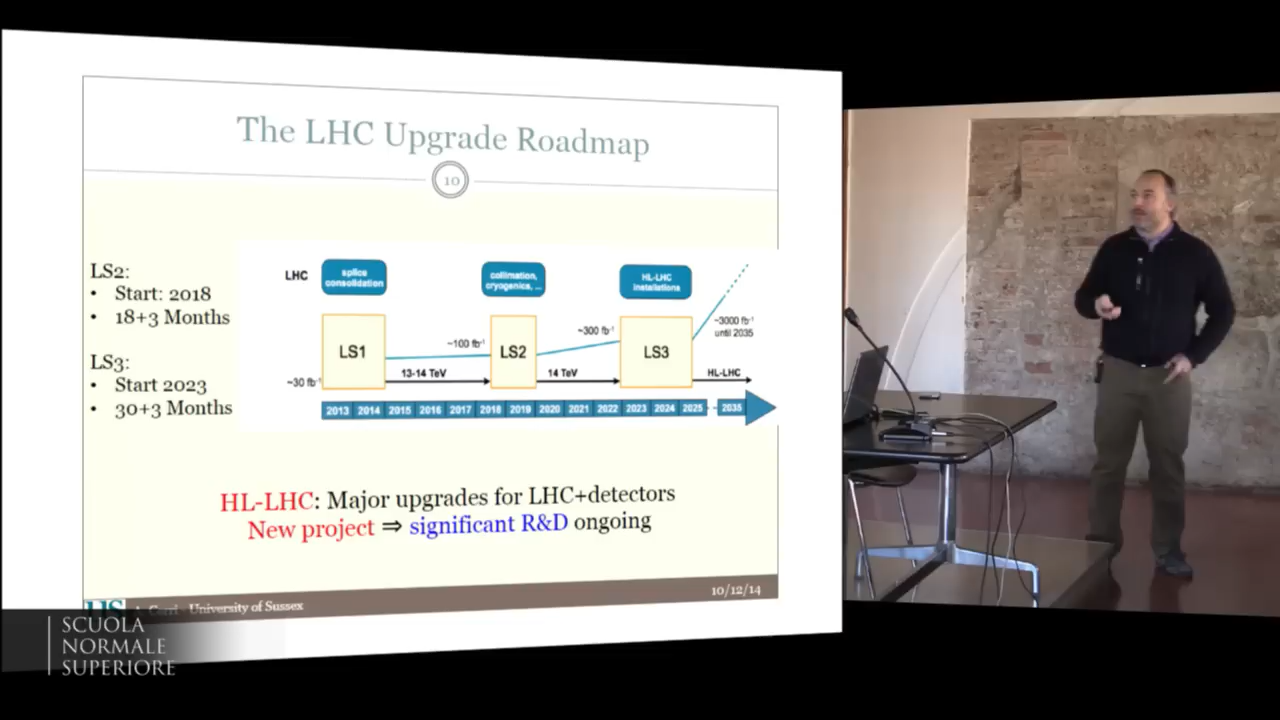 The LHC Upgrade Roadmap
10
LS2:
• Start: 2018
• 18+3 Months
LS3:
• Start 2023
• 30+3 Months
LHC
splice
consolidation
collimation,
cryogenics, ...
HL-LHC
installations
LS1
LS2
LS3
~30 fb⁻¹
~100 fb⁻¹
~300 fb⁻¹
~3000 fb⁻¹
until 2035
13-14 TeV
14 TeV
HL-LHC
2013 2014 2015 2016 2017 2018 2019 2020 2021 2022 2023 2024 2025 2035
HL-LHC: Major upgrades for LHC+detectors
New project ⇒ significant R&D ongoing
University of Sussex
10/12/14
SCUOLA
NORMALE
SUPERIORE